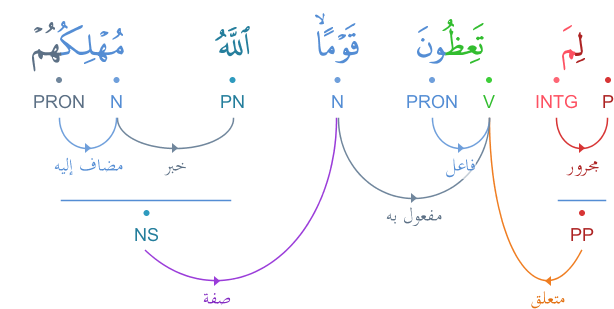 لِمَ تَعِظُونَ قَوْمًاۙ ٱللَّهُ مُهْلِكُهُمْ
P INTG V PRON N PN N PRON
مجرور فاعل خبر مضاف إليه
مفعول به
PP NS
متعلق صفة